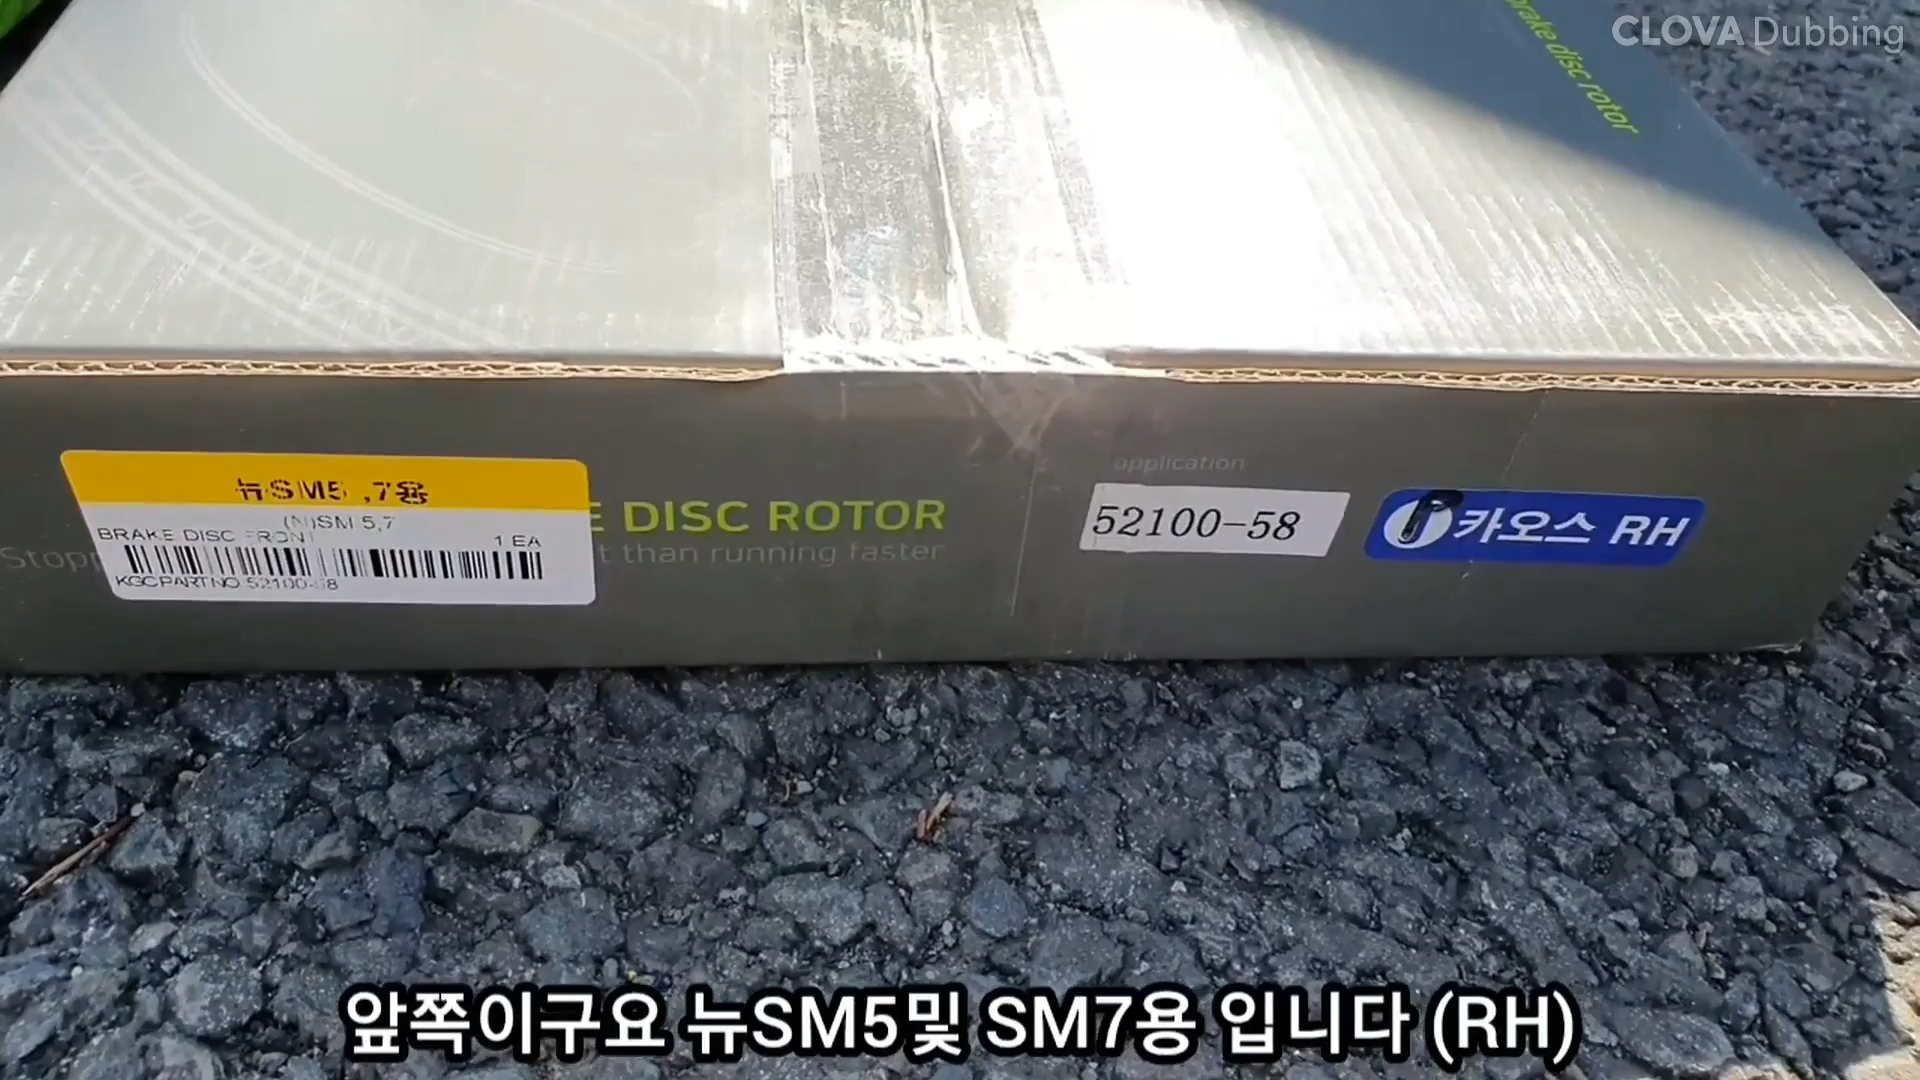 CLOVA Dubbing
brake disc rotor
application
뉴SM5 ,7용
(N)SM 5,7
BRAKE DISC FRONT
1 EA
KGC PART NO 52100-58
E DISC ROTOR
Stopp
t than running faster
52100-58
카오스 RH
앞쪽이구요 뉴SM5및 SM7용 입니다 (RH)